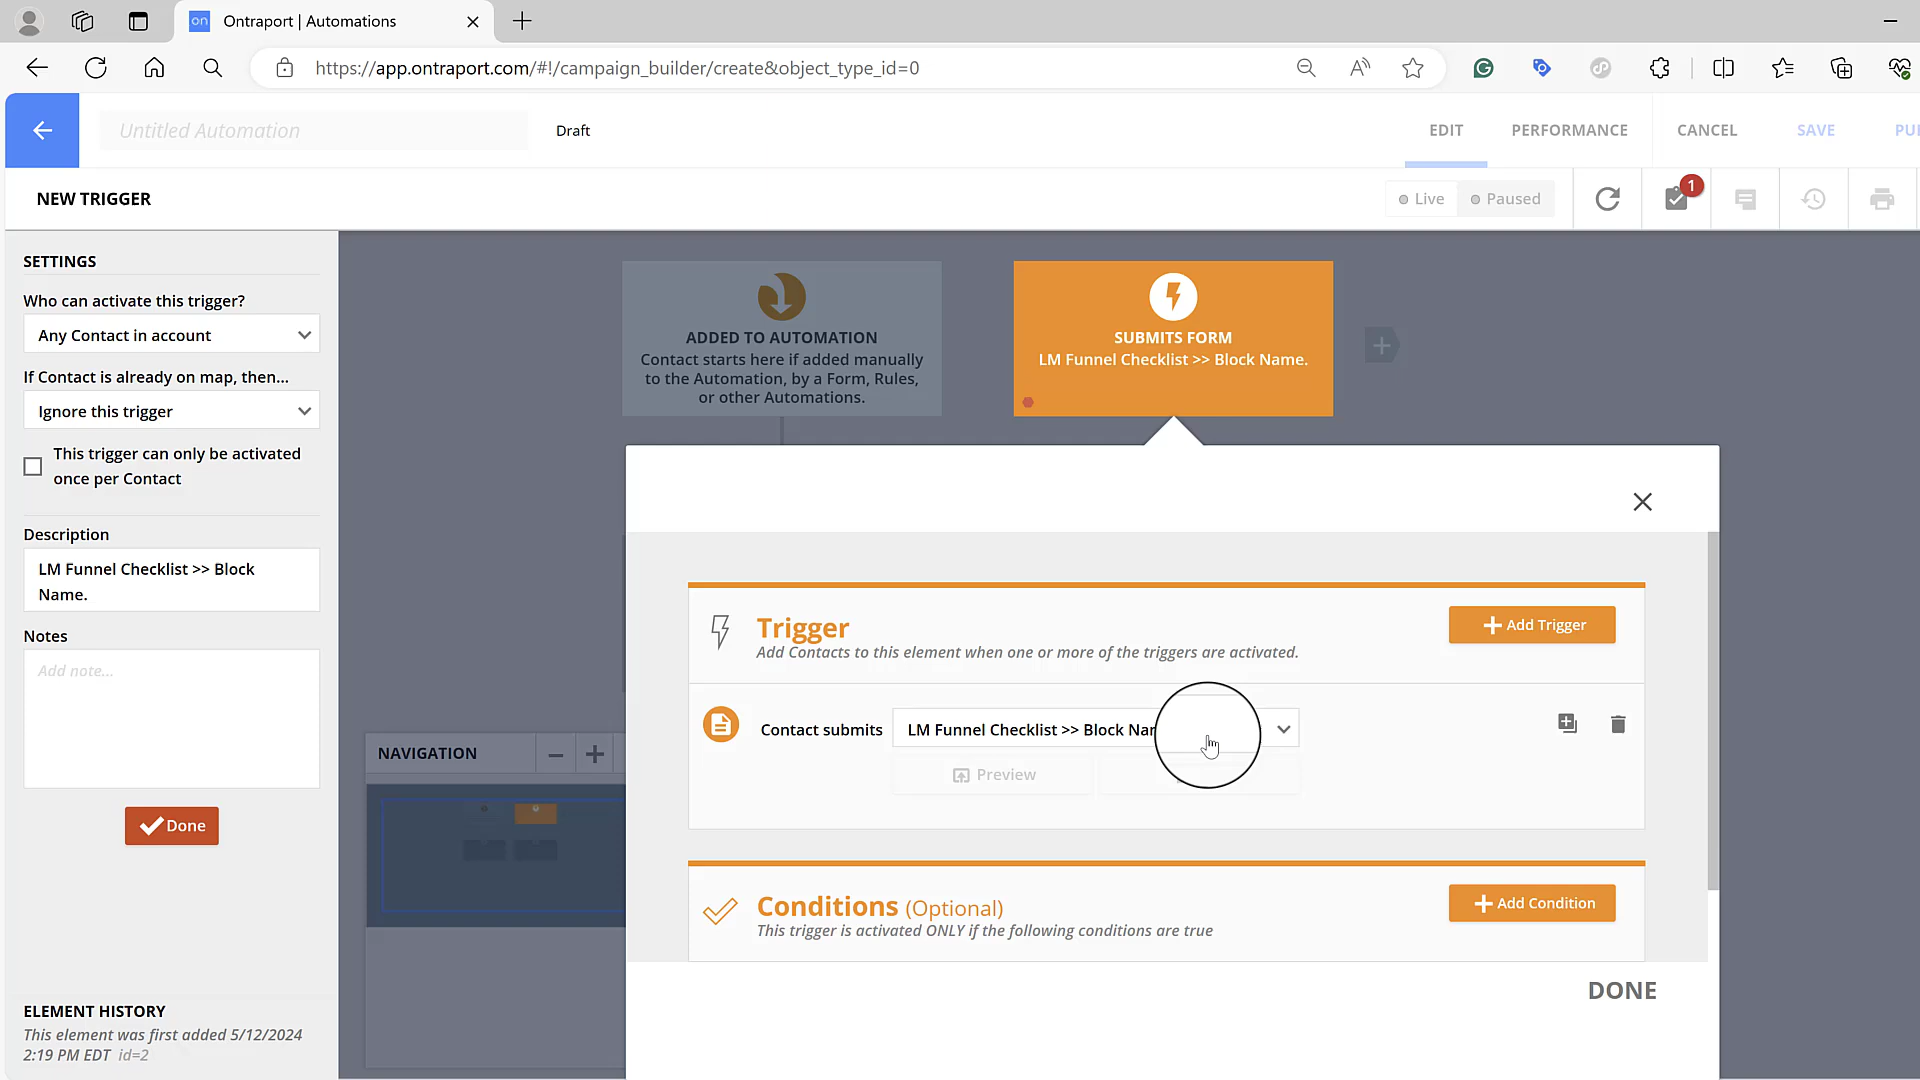 on
Ontraport | Automations
https://app.ontraport.com/#!/campaign_builder/create&object_type_id=0
Untitled Automation
Draft
EDIT
PERFORMANCE
CANCEL
SAVE
NEW TRIGGER
Live
Paused
1
SETTINGS
Who can activate this trigger?
Any Contact in account
If Contact is already on map, then...
Ignore this trigger
This trigger can only be activated
once per Contact
Description
LM Funnel Checklist >> Block
Name.
Notes
Add note...
Done
ELEMENT HISTORY
This element was first added 5/12/2024
2:19 PM EDT id=2
ADDED TO AUTOMATION
Contact starts here if added manually
to the Automation, by a Form, Rules,
or other Automations.
SUBMITS FORM
LM Funnel Checklist >> Block Name.
NAVIGATION
Trigger
Add Contacts to this element when one or more of the triggers are activated.
Add Trigger
Contact submits
LM Funnel Checklist >> Block Nar
Preview
Conditions (Optional)
This trigger is activated ONLY if the following conditions are true
Add Condition
DONE